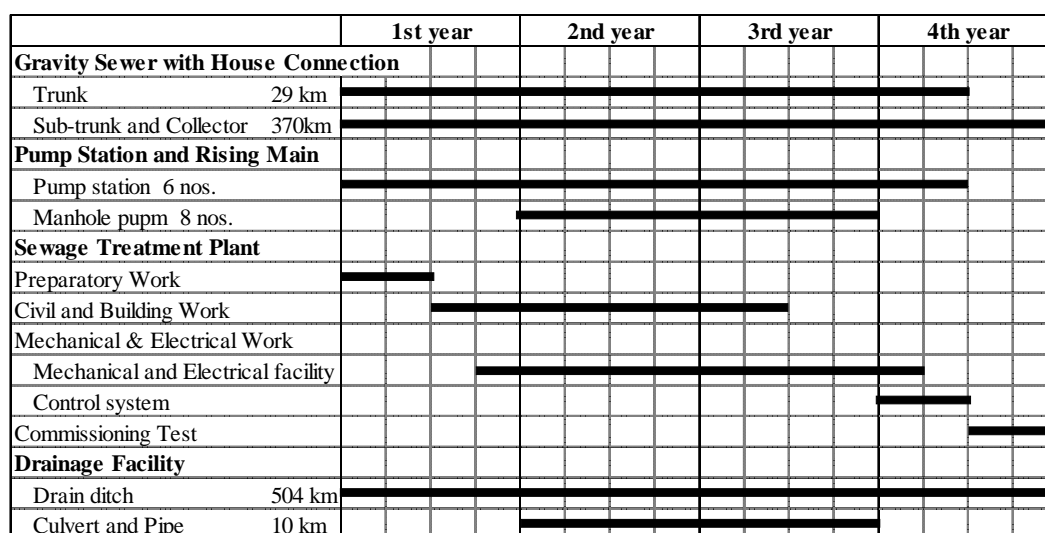 1st year 2nd year 3rd year 4th year
Gravity Sewer with House Connection
Trunk 29 km
Sub-trunk and Collector 370km
Pump Station and Rising Main
Pump station 6 nos.
Manhole pupm 8 nos.
Sewage Treatment Plant
Preparatory Work
Civil and Building Work
Mechanical & Electrical Work
Mechanical and Electrical facility
Control system
Commissioning Test
Drainage Facility
Drain ditch 504 km
Culvert and Pipe 10 km